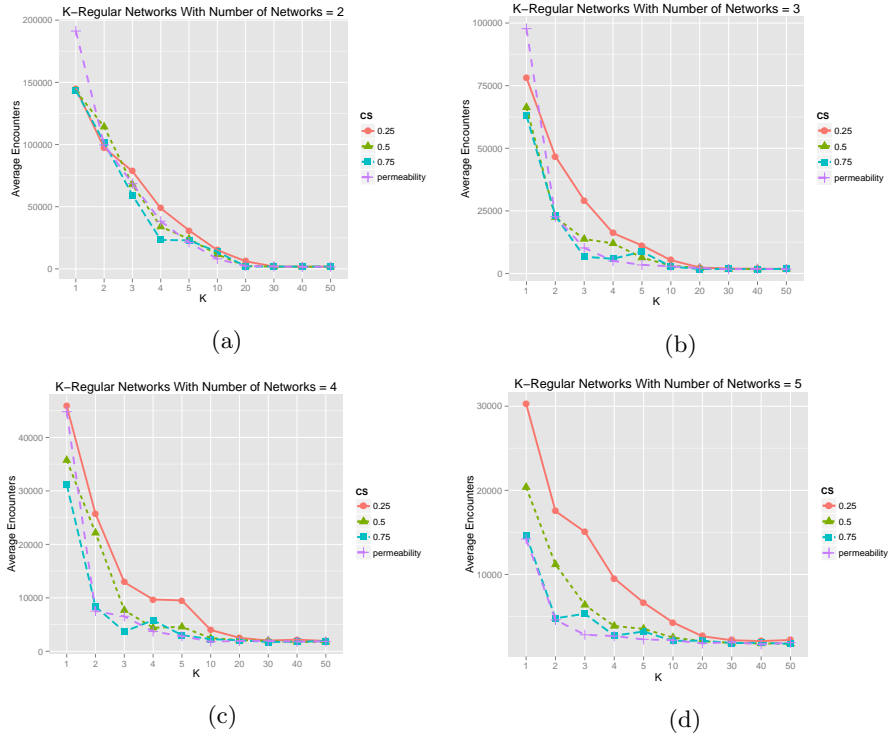 K−Regular Networks With Number of Networks = 2
200000
150000
100000
50000
0
Average Encounters
1 2 3 4 5 10 20 30 40 50
K
CS
0.25
0.5
0.75
permeability
(a)
K−Regular Networks With Number of Networks = 3
100000
75000
50000
25000
0
Average Encounters
1 2 3 4 5 10 20 30 40 50
K
CS
0.25
0.5
0.75
permeability
(b)
K−Regular Networks With Number of Networks = 4
40000
30000
20000
10000
0
Average Encounters
1 2 3 4 5 10 20 30 40 50
K
CS
0.25
0.5
0.75
permeability
(c)
K−Regular Networks With Number of Networks = 5
30000
20000
10000
Average Encounters
1 2 3 4 5 10 20 30 40 50
K
CS
0.25
0.5
0.75
permeability
(d)